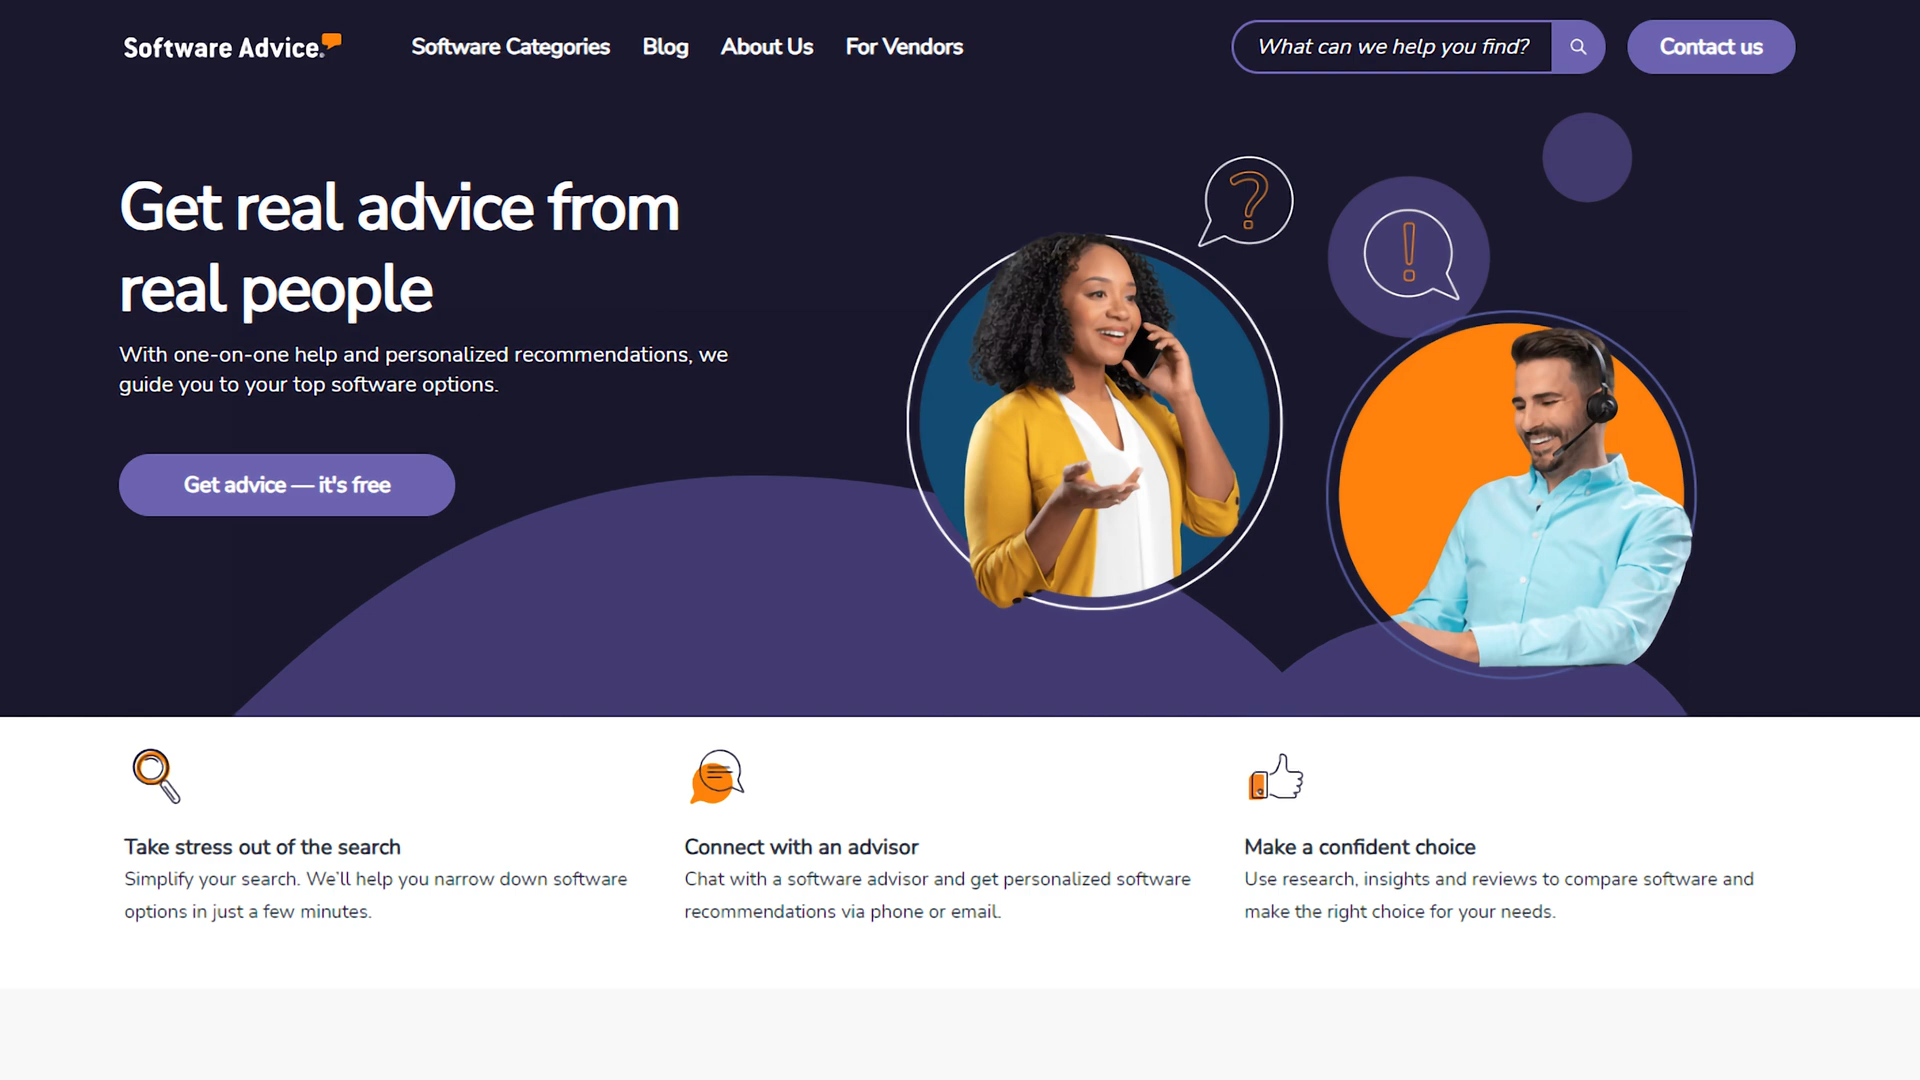 Software Advice.
Software Categories
Blog
About Us
For Vendors
What can we help you find?
Contact us
Get real advice from
real people
With one-on-one help and personalized recommendations, we
guide you to your top software options.
Get advice — it's free
?
!
Take stress out of the search
Simplify your search. We'll help you narrow down software
options in just a few minutes.
Connect with an advisor
Chat with a software advisor and get personalized software
recommendations via phone or email.
Make a confident choice
Use research, insights and reviews to compare software and
make the right choice for your needs.